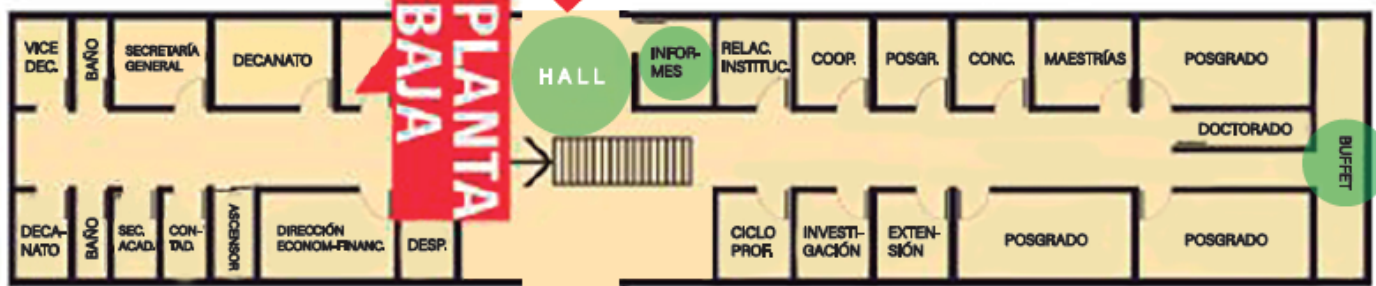 VICE
DEC.
BAÑO
SECRETARÍA
GENERAL
DECANATO
PLANTA
BAJA
HALL
INFOR-
MES
RELAC.
INSTITUC.
COOP.
POSGR.
CONC.
MAESTRÍAS
POSGRADO
DOCTORADO
BUFFET
DECA-
NATO
BAÑO
SEC.
ACAD.
CON-
TAD.
ASCENSOR
DIRECCIÓN
ECONOM-FINANC.
DESP.
CICLO
PROF.
INVESTI-
GACIÓN
EXTEN-
SIÓN
POSGRADO
POSGRADO